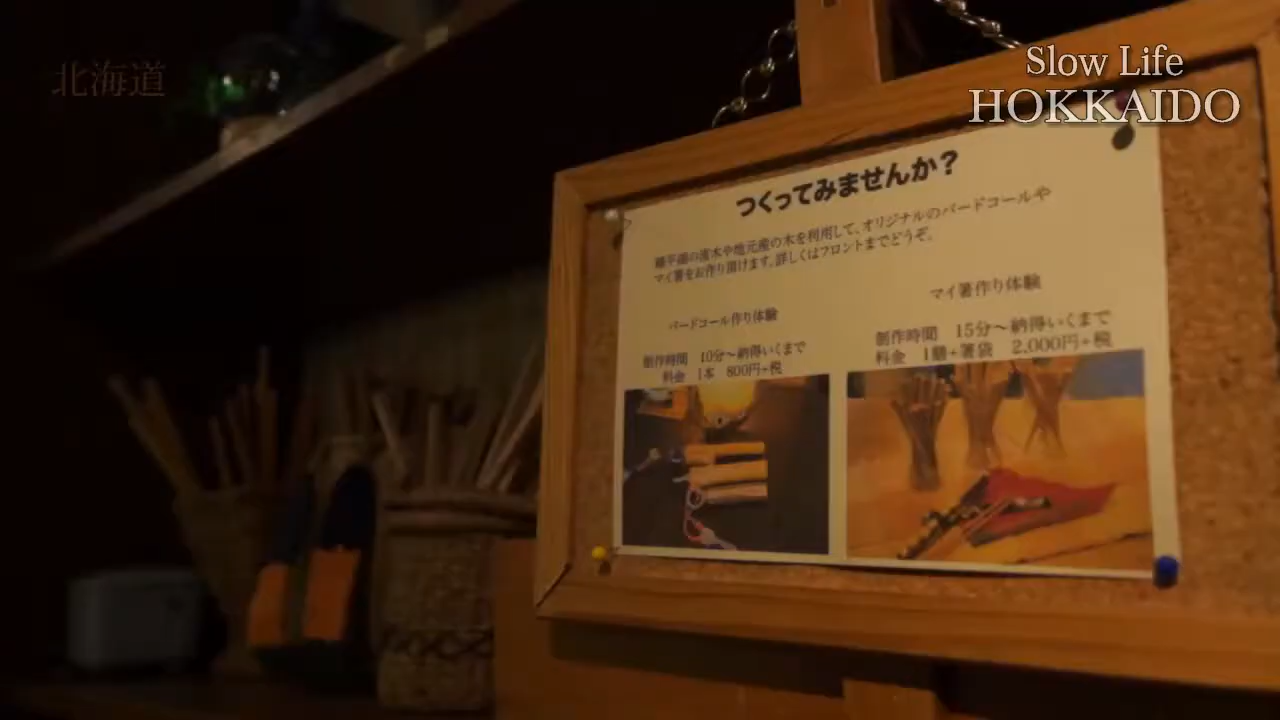 北海道
Slow Life
HOKKAIDO
つくってみませんか?
糠平湖の流木や地元産の木を利用して、オリジナルのバードコールや
マイ箸をお作り頂けます。詳しくはフロントまでどうぞ。
バードコール作り体験
創作時間 10分～納得いくまで
料金 1本 800円+税
マイ箸作り体験
創作時間 15分～納得いくまで
料金 1膳+箸袋 2,000円+税